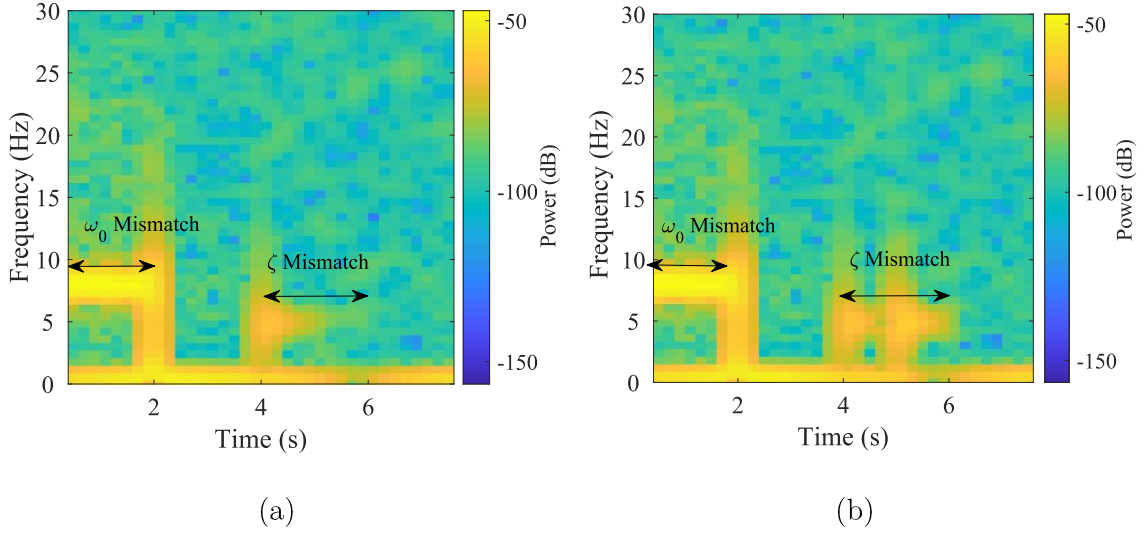 30
25
20
15
10
5
0
Frequency (Hz)
ω0 Mismatch
ζ Mismatch
2
4
6
Time (s)
-50
-100
-150
Power (dB)
(a)
30
25
20
15
10
5
0
Frequency (Hz)
ω0 Mismatch
ζ Mismatch
2
4
6
Time (s)
-50
-100
-150
Power (dB)
(b)